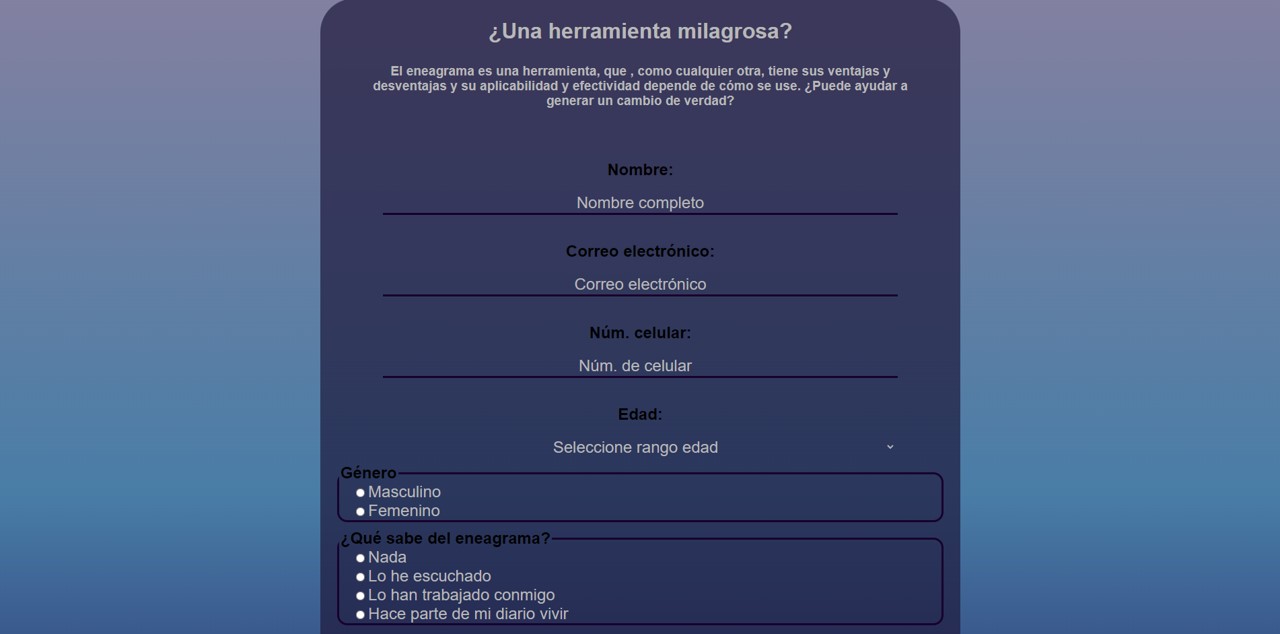 ¿Una herramienta milagrosa?
El eneagrama es una herramienta, que , como cualquier otra, tiene sus ventajas y
desventajas y su aplicabilidad y efectividad depende de cómo se use. ¿Puede ayudar a
generar un cambio de verdad?
Nombre:
Nombre completo
Correo electrónico:
Correo electrónico
Núm. celular:
Núm. de celular
Edad:
Seleccione rango edad
Género
Masculino
Femenino
¿Qué sabe del eneagrama?
Nada
Lo he escuchado
Lo han trabajado conmigo
Hace parte de mi diario vivir